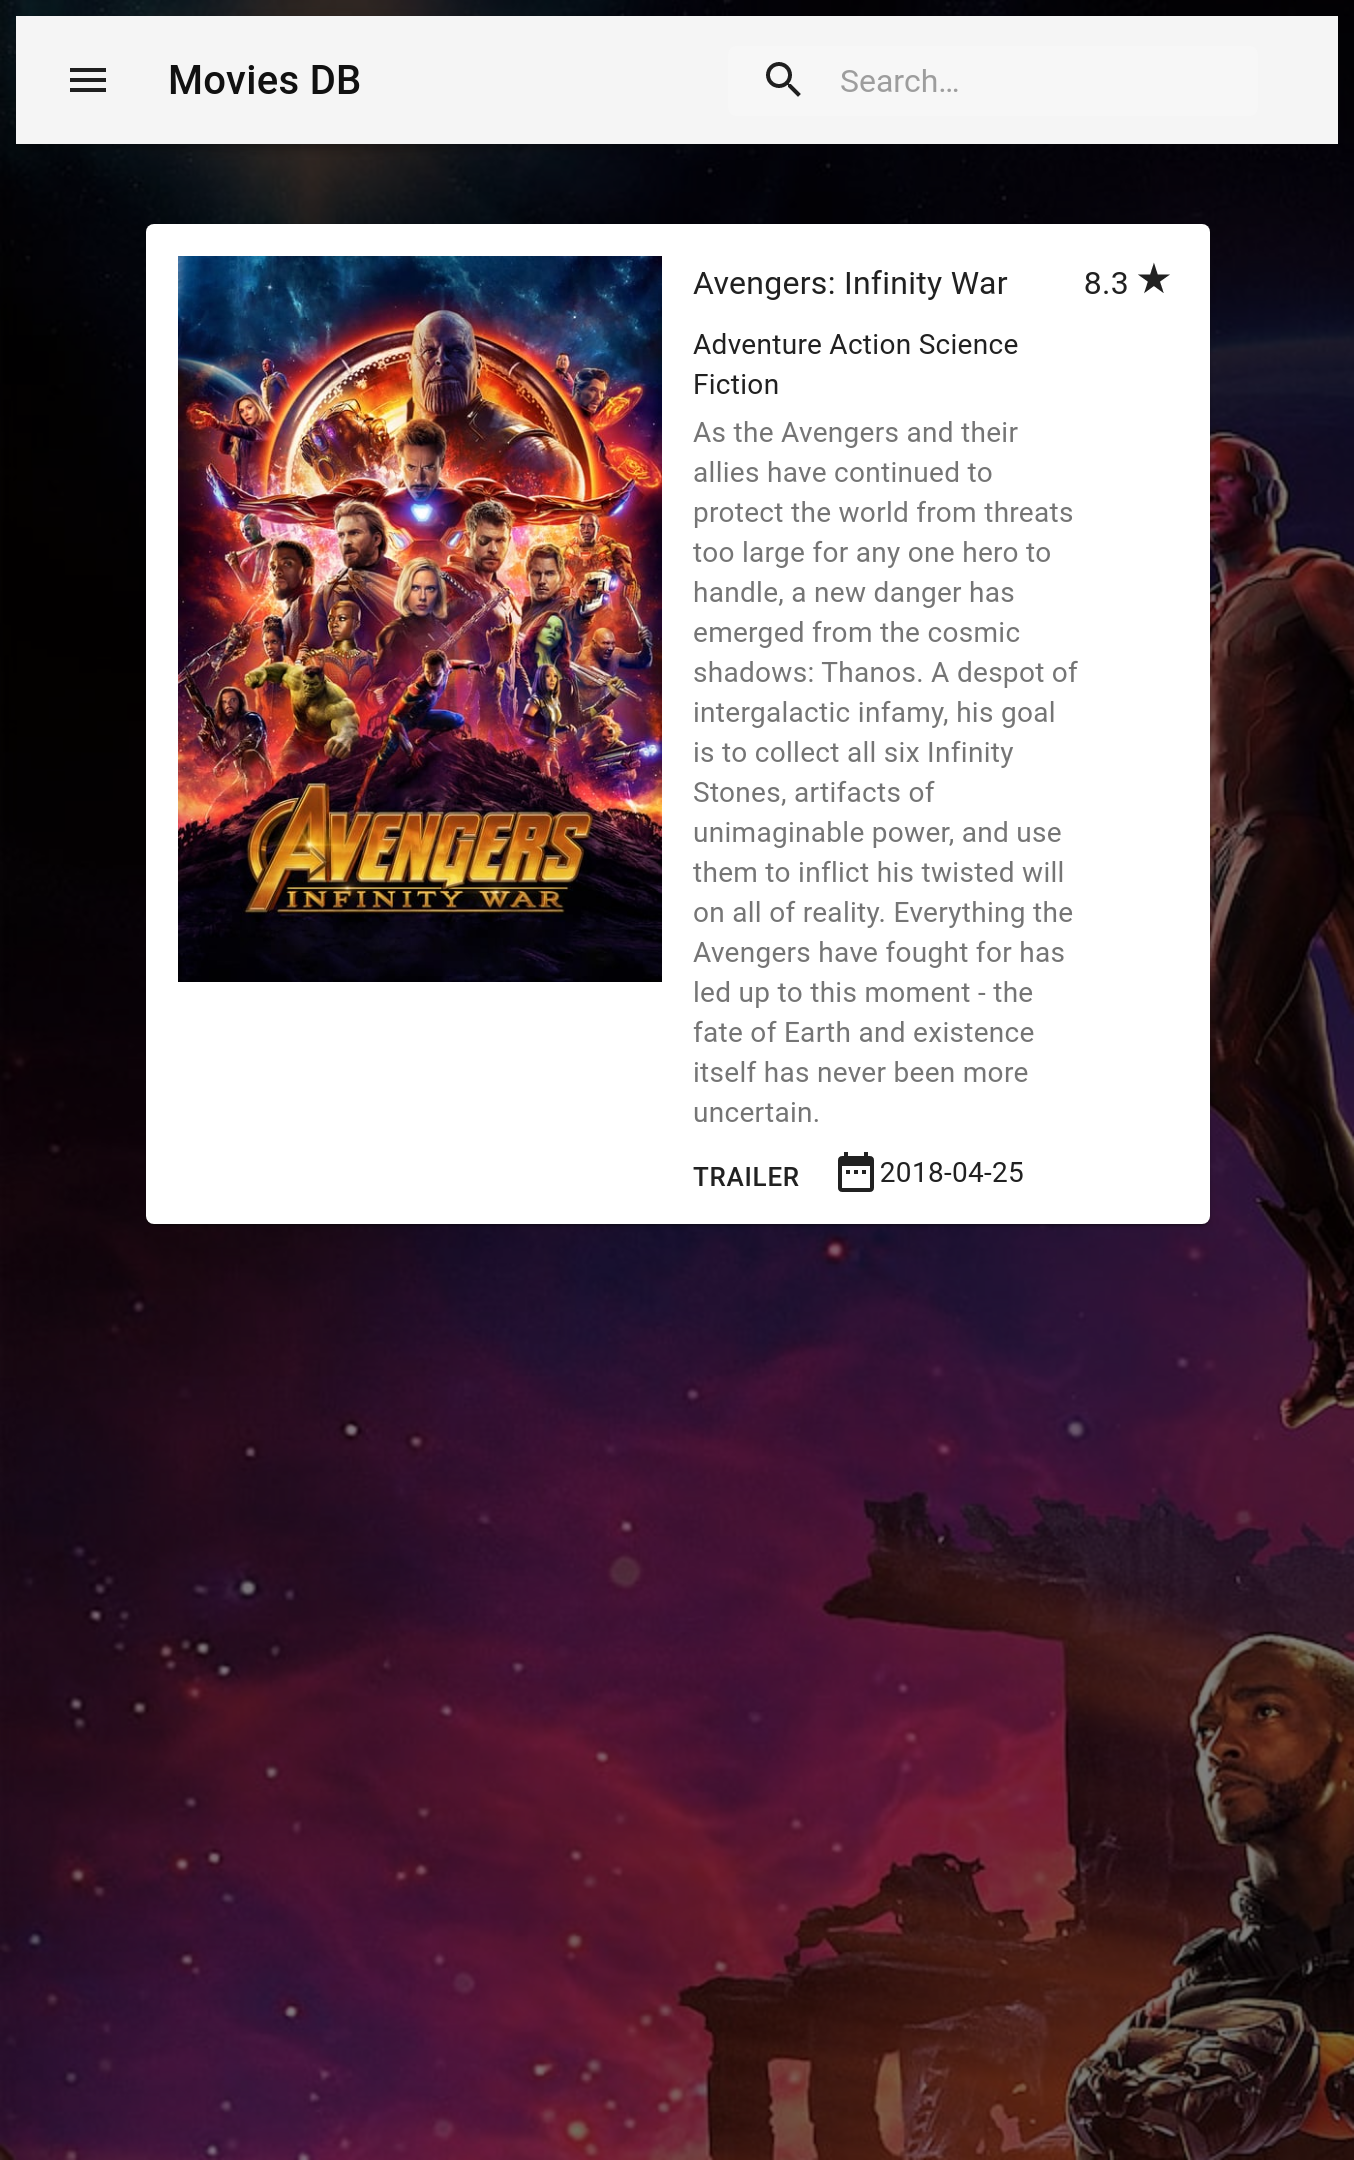 Movies DB
Search…
AVENGERS
INFINITY WAR
Avengers: Infinity War
8.3
Adventure Action Science
Fiction
As the Avengers and their
allies have continued to
protect the world from threats
too large for any one hero to
handle, a new danger has
emerged from the cosmic
shadows: Thanos. A despot of
intergalactic infamy, his goal
is to collect all six Infinity
Stones, artifacts of
unimaginable power, and use
them to inflict his twisted will
on all of reality. Everything the
Avengers have fought for has
led up to this moment - the
fate of Earth and existence
itself has never been more
uncertain.
TRAILER
2018-04-25